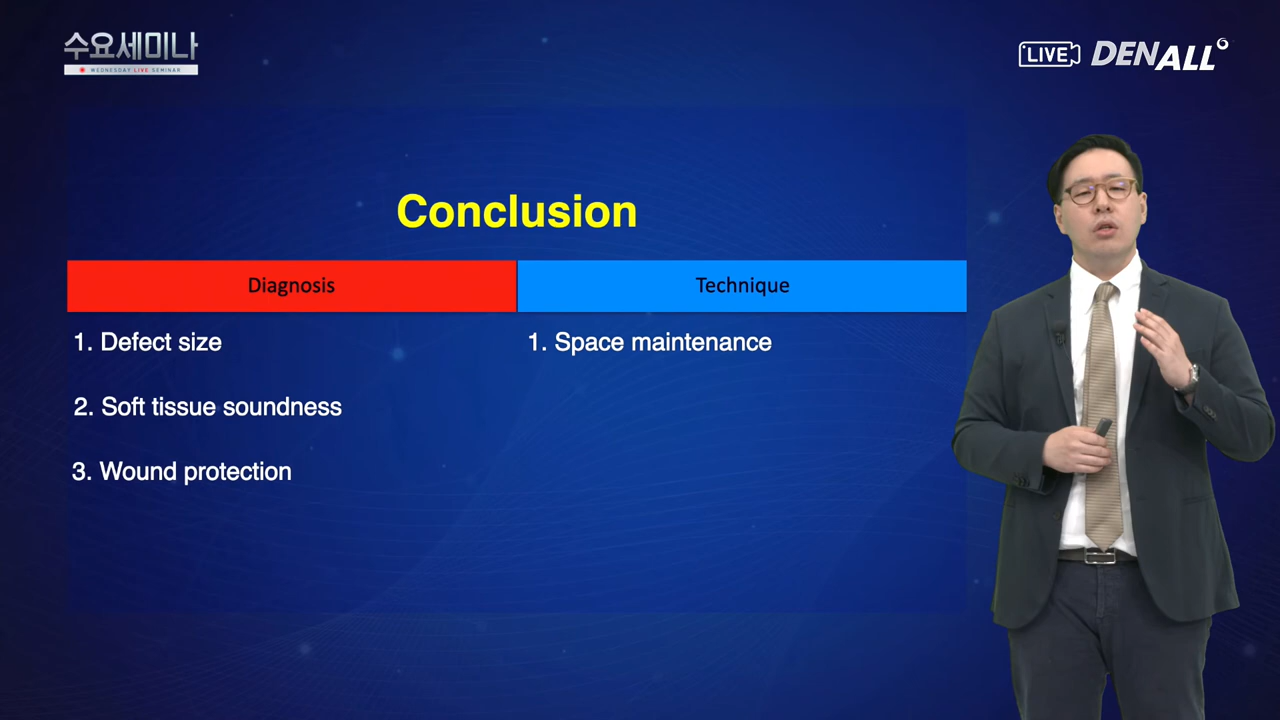 수요세미나
WEDNESDAY LIVE SEMINAR
LIVE DENALL
Conclusion
Diagnosis Technique
1. Defect size 1. Space maintenance
2. Soft tissue soundness
3. Wound protection